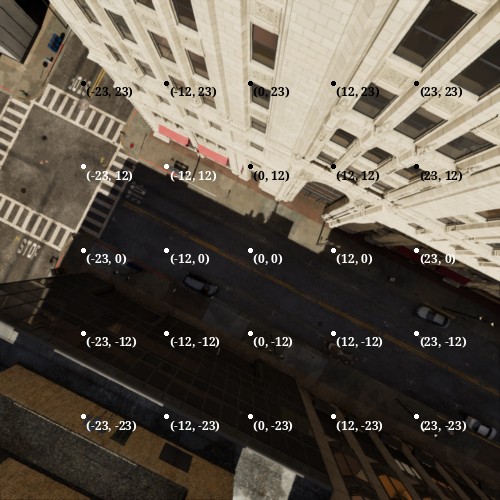 (-23, 23) (-12, 23) (0, 23) (12, 23) (23, 23)
(-23, 12) (-12, 12) (0, 12) (12, 12) (23, 12)
(-23, 0) (-12, 0) (0, 0) (12, 0) (23, 0)
STOP
(-23, -12) (-12, -12) (0, -12) (12, -12) (23, -12)
(-23, -23) (-12, -23) (0, -23) (12, -23) (23, -23)